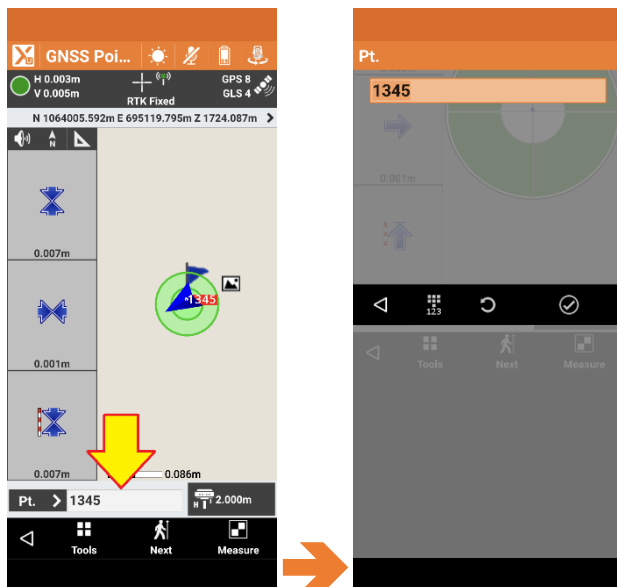 GNSS Poi...
H 0.003m
V 0.005m
RTK Fixed
GPS 8
GLS 4
N 1064005.592m E 695119.795m Z 1724.087m
N
0.007m
0.001m
0.007m
1345
0.086m
Pt. 1345
H 2.000m
Tools Next Measure
Pt.
1345
0.001m
123
Tools Next Measure